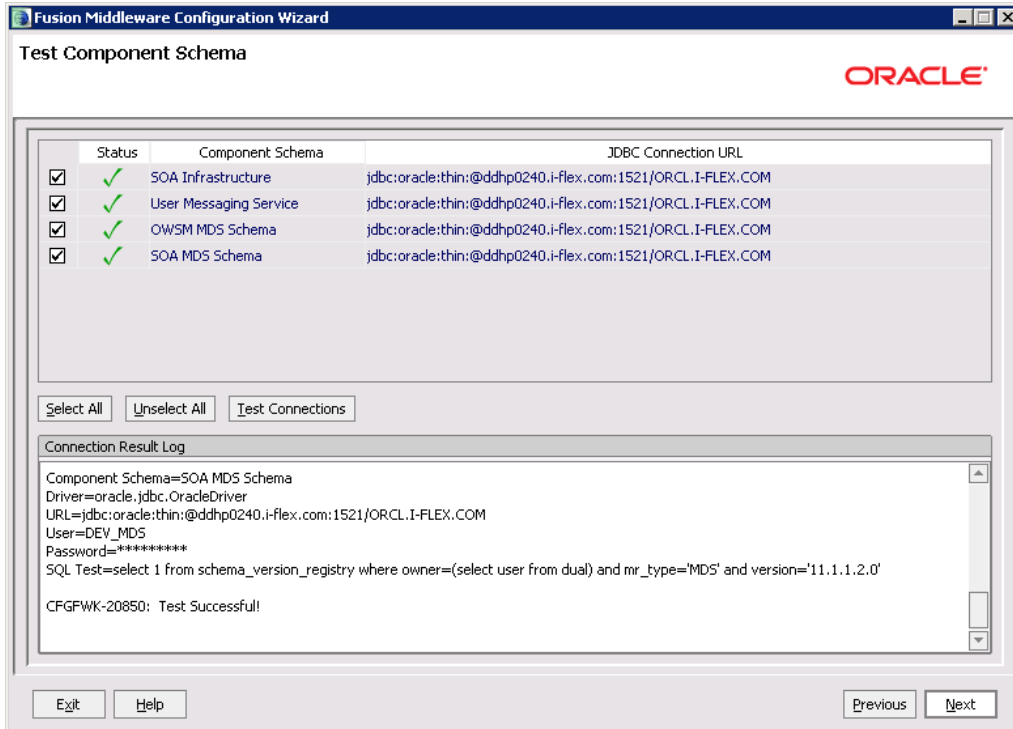 Fusion Middleware Configuration Wizard
Test Component Schema
ORACLE
Status Component Schema JDBC Connection URL
SOA Infrastructure jdbc:oracle:thin:@ddhp0240.i-flex.com:1521/ORCL.I-FLEX.COM
User Messaging Service jdbc:oracle:thin:@ddhp0240.i-flex.com:1521/ORCL.I-FLEX.COM
OWSM MDS Schema jdbc:oracle:thin:@ddhp0240.i-flex.com:1521/ORCL.I-FLEX.COM
SOA MDS Schema jdbc:oracle:thin:@ddhp0240.i-flex.com:1521/ORCL.I-FLEX.COM
Select All Unselect All Test Connections
Connection Result Log
Component Schema=SOA MDS Schema
Driver=oracle.jdbc.OracleDriver
URL=jdbc:oracle:thin:@ddhp0240.i-flex.com:1521/ORCL.I-FLEX.COM
User=DEV_MDS
Password=*********
SQL Test=select 1 from schema_version_registry where owner=(select user from dual) and mr_type='MDS' and version='11.1.1.2.0'
CFGFWK-20850: Test Successful!
Exit Help Previous Next